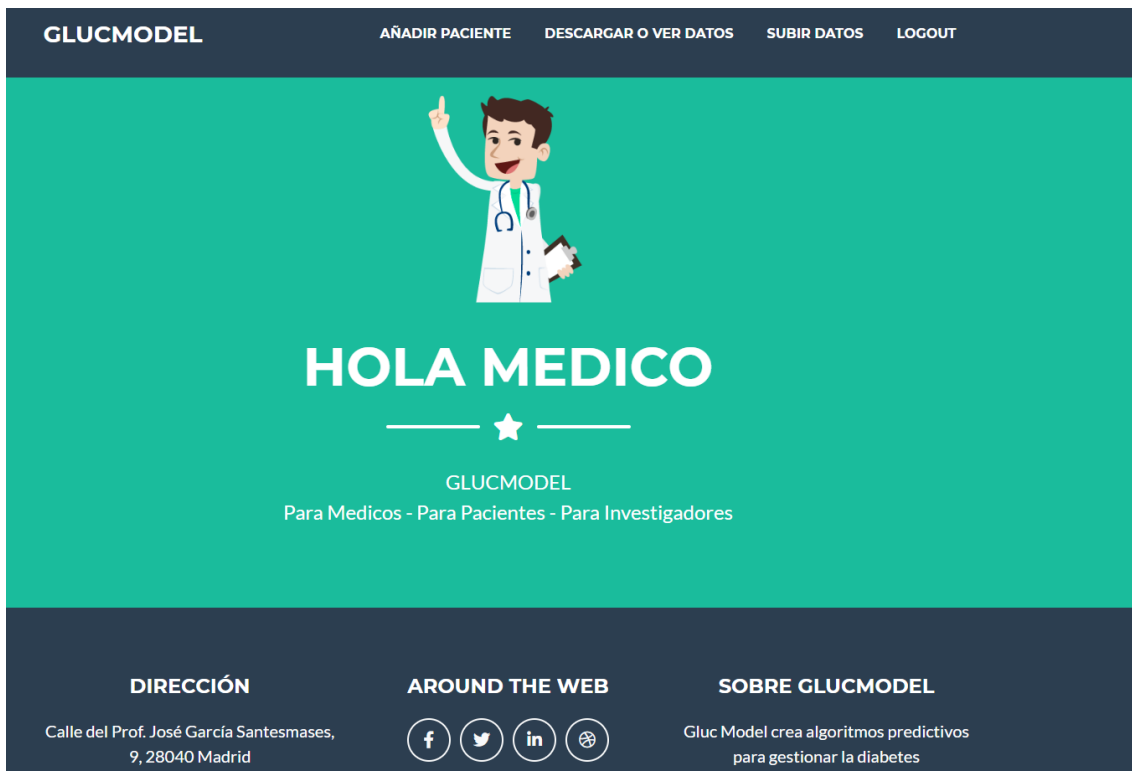 GLUCMODEL
AÑADIR PACIENTE
DESCARGAR O VER DATOS
SUBIR DATOS
LOGOUT
HOLA MEDICO
GLUCMODEL
Para Medicos - Para Pacientes - Para Investigadores
DIRECCIÓN
Calle del Prof. José García Santesmases,
9, 28040 Madrid
AROUND THE WEB
SOBRE GLUCMODEL
Gluc Model crea algoritmos predictivos
para gestionar la diabetes